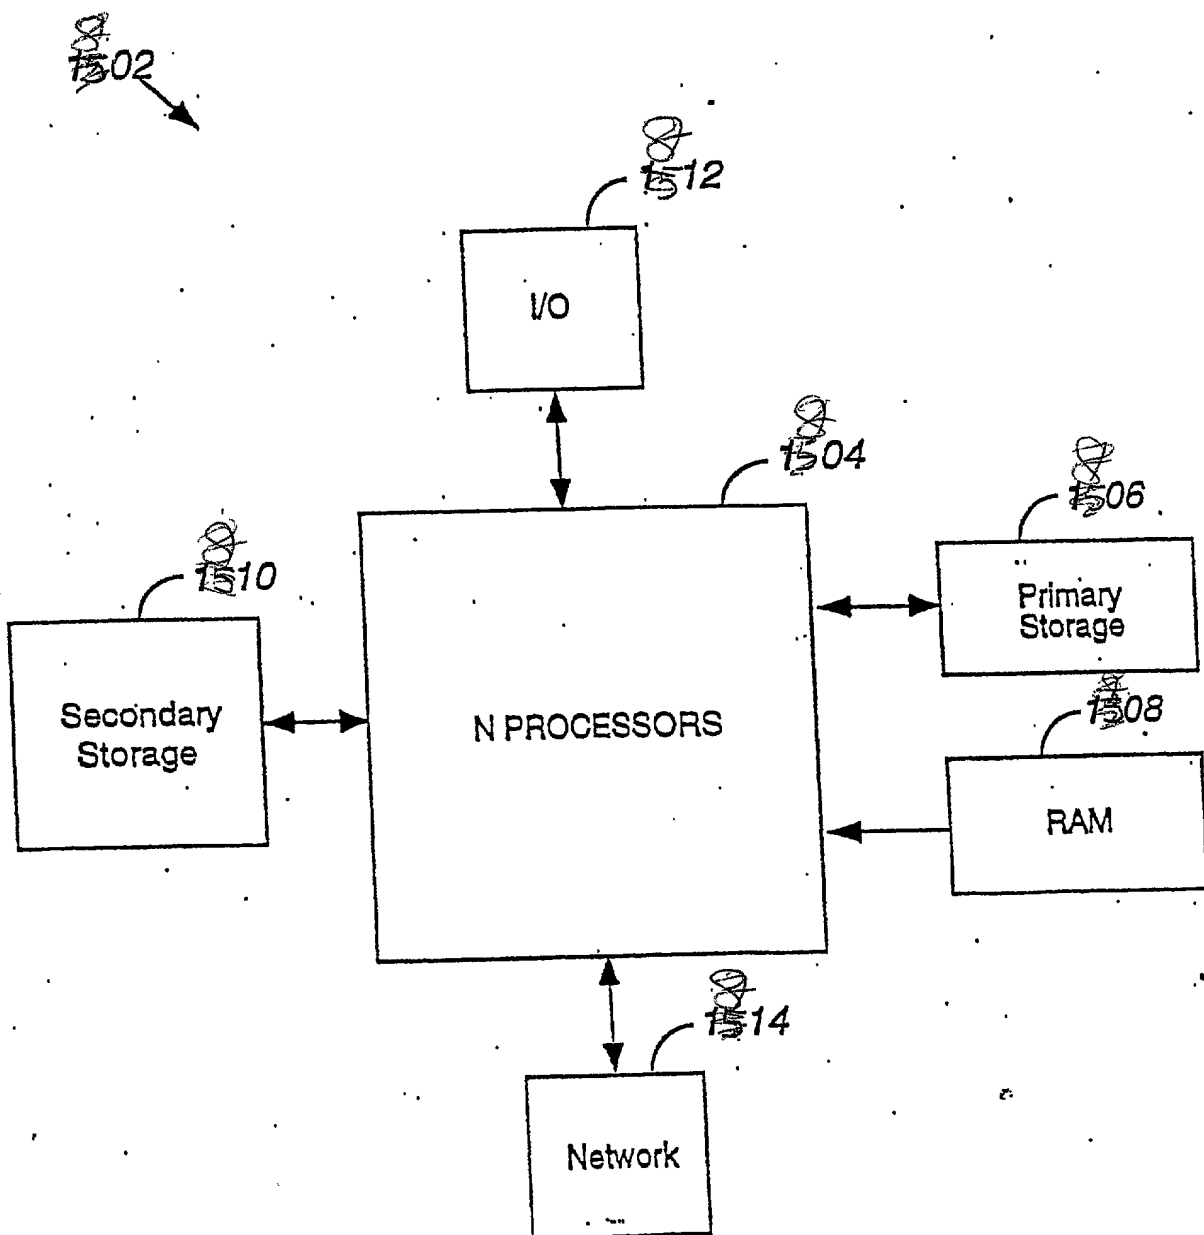 1502
1512
I/O
1504
1506
1510
Primary
Storage
Secondary
Storage
N PROCESSORS
1508
RAM
1514
Network